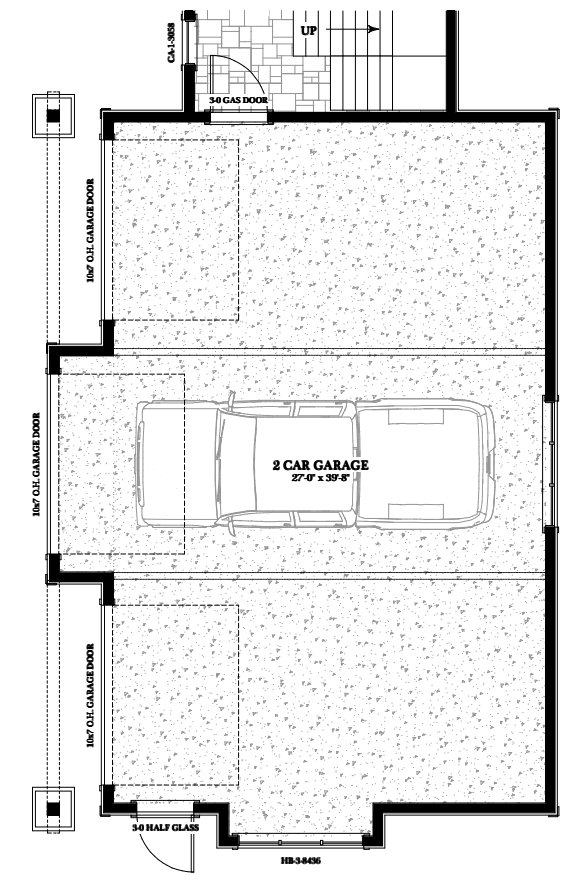 UP
CA-1-3058
3-0 GAS DOOR
10x7 O.H. GARAGE DOOR
10x7 O.H. GARAGE DOOR
2 CAR GARAGE
27'-0" x 39'-8"
10x7 O.H. GARAGE DOOR
3-0 HALF GLASS
HB-3-8436